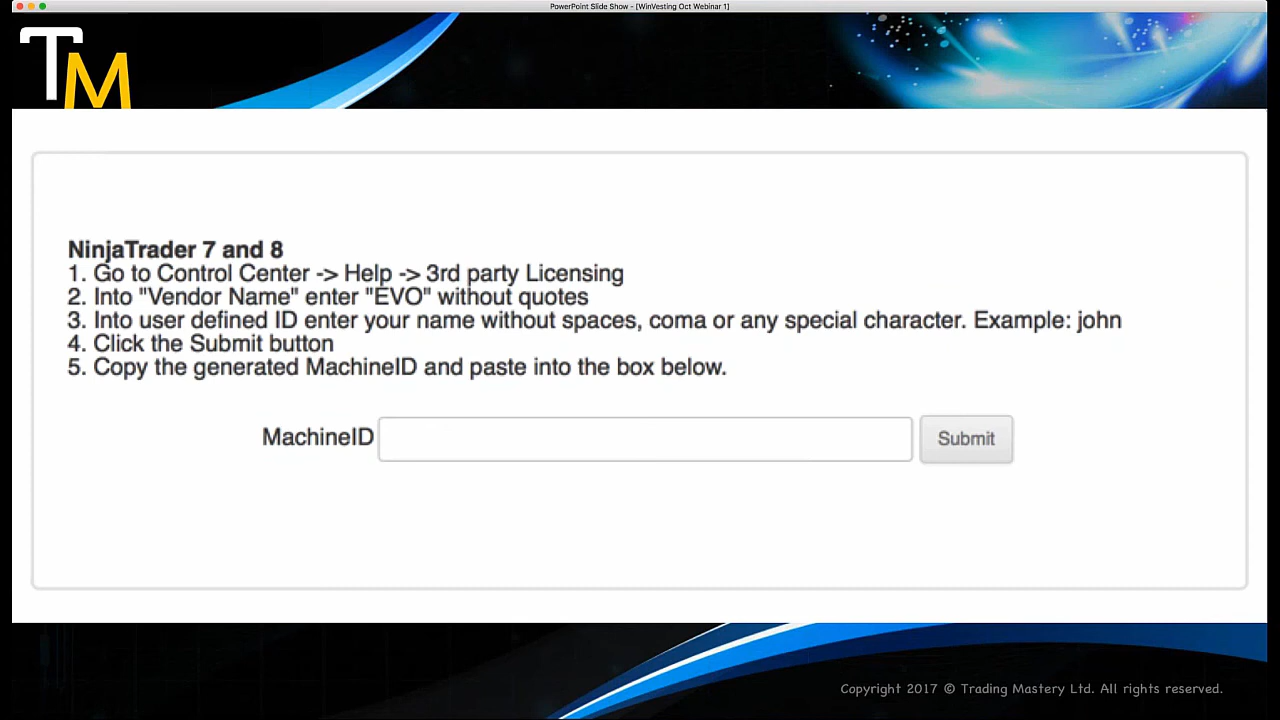 PowerPoint Slide Show - [WinVesting Oct Webinar 1]
TM
NinjaTrader 7 and 8
1. Go to Control Center -> Help -> 3rd party Licensing
2. Into "Vendor Name" enter "EVO" without quotes
3. Into user defined ID enter your name without spaces, coma or any special character. Example: john
4. Click the Submit button
5. Copy the generated MachineID and paste into the box below.
MachineID Submit
Copyright 2017 © Trading Mastery Ltd. All rights reserved.